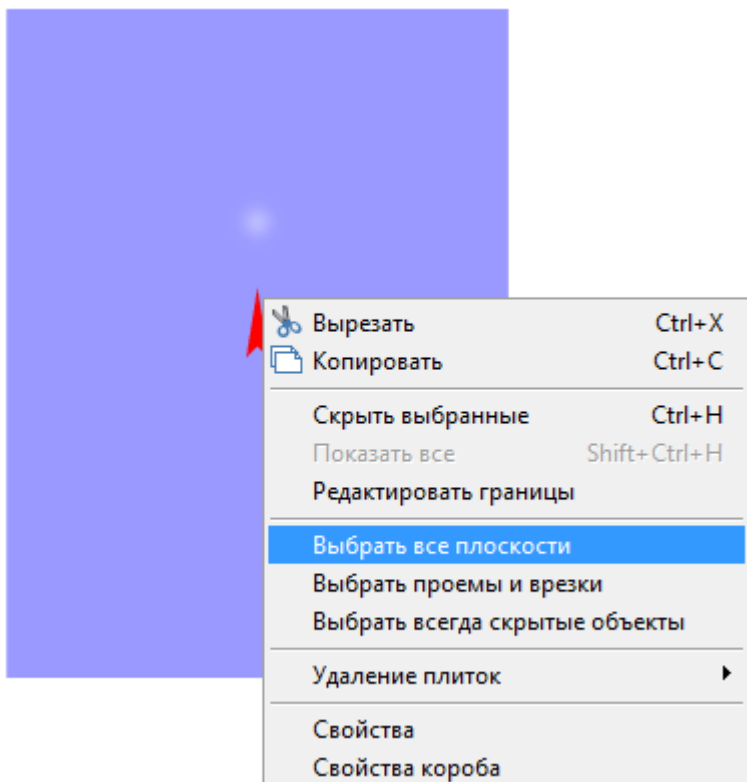 Вырезать Ctrl+X
Копировать Ctrl+C
Скрыть выбранные Ctrl+H
Показать все Shift+Ctrl+H
Редактировать границы
Выбрать все плоскости
Выбрать проемы и врезки
Выбрать всегда скрытые объекты
Удаление плиток
Свойства
Свойства короба